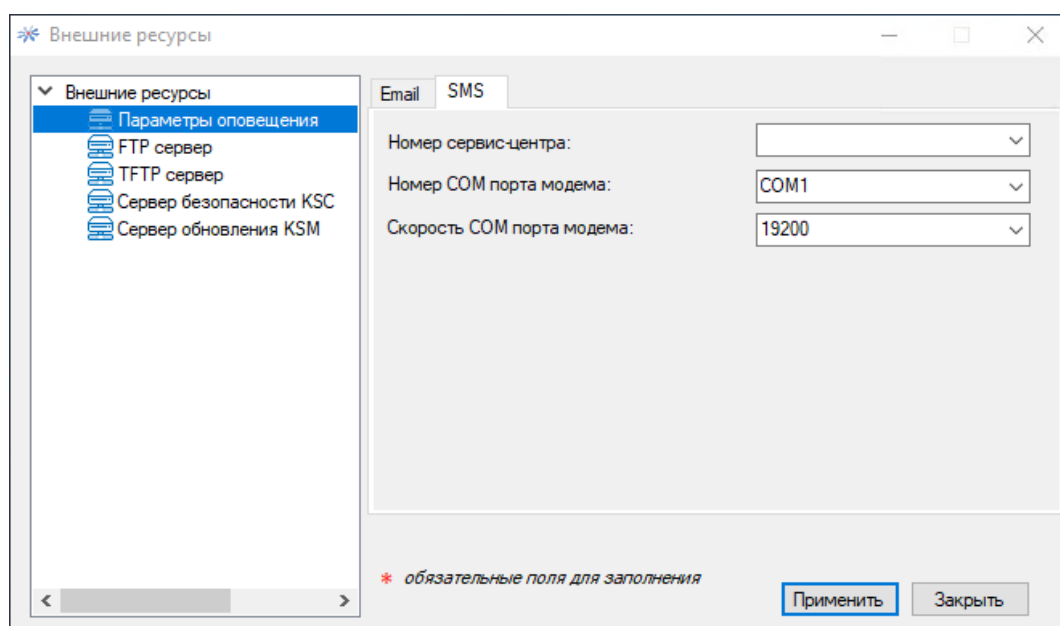 Внешние ресурсы
Внешние ресурсы
Параметры оповещения
FTP сервер
TFTP сервер
Сервер безопасности KSC
Сервер обновления KSM
Email SMS
Номер сервис-центра:
Номер COM порта модема: COM1
Скорость COM порта модема: 19200
* обязательные поля для заполнения
Применить Закрыть